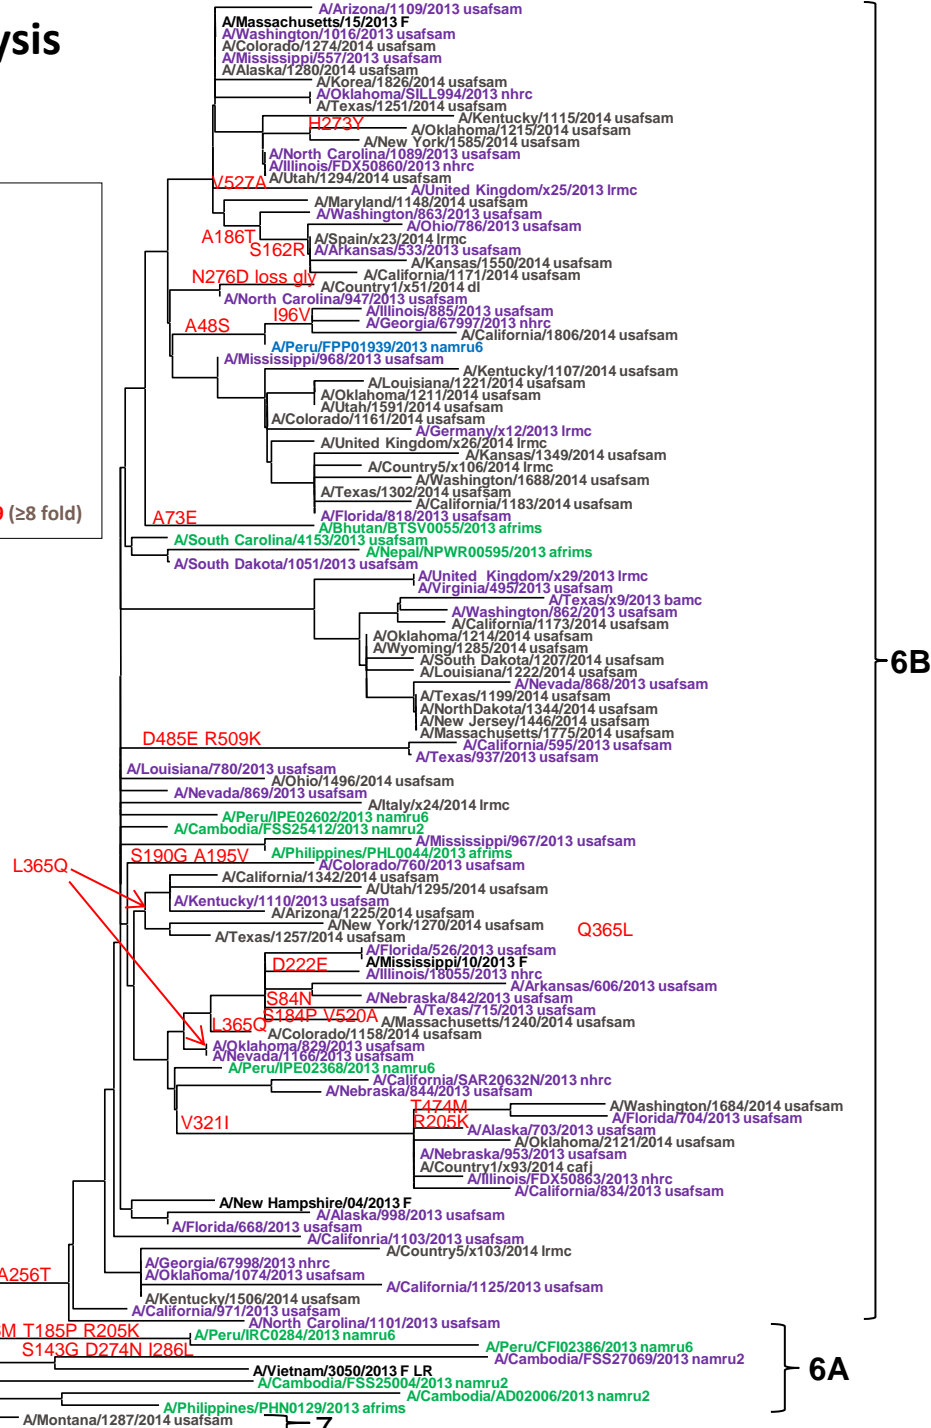 ysis
A/Arizona/1109/2013 usafsam
A/Massachusetts/15/2013 F
A/Washington/1016/2013 usafsam
A/Colorado/1274/2014 usafsam
A/Mississippi/557/2013 usafsam
A/Alaska/1280/2014 usafsam
A/Korea/1826/2014 usafsam
A/Oklahoma/SILL994/2013 nhrc
A/Texas/1251/2014 usafsam
A/Kentucky/1115/2014 usafsam
H273Y
A/Oklahoma/1215/2014 usafsam
A/New York/1585/2014 usafsam
A/North Carolina/1089/2013 usafsam
A/Illinois/FDX50860/2013 nhrc
A/Utah/1294/2014 usafsam
V527A
A/United Kingdom/x25/2013 lrmc
A/Maryland/1148/2014 usafsam
A/Washington/863/2013 usafsam
A/Ohio/786/2013 usafsam
A186T
A/Spain/x23/2014 lrmc
S162R
A/Arkansas/533/2013 usafsam
A/Kansas/1550/2014 usafsam
A/California/1171/2014 usafsam
N276D loss gly
A/Country1/x51/2014 dl
A/North Carolina/947/2013 usafsam
A/Illinois/885/2013 usafsam
I96V
A/Georgia/67997/2013 nhrc
A48S
A/California/1806/2014 usafsam
A/Peru/FPP01939/2013 namru6
A/Mississippi/968/2013 usafsam
A/Kentucky/1107/2014 usafsam
A/Louisiana/1221/2014 usafsam
A/Oklahoma/1211/2014 usafsam
A/Utah/1591/2014 usafsam
A/Colorado/1161/2014 usafsam
A/Germany/x12/2013 lrmc
A/United Kingdom/x26/2014 lrmc
A/Kansas/1349/2014 usafsam
A/Country5/x106/2014 lrmc
A/Washington/1688/2014 usafsam
A/Texas/1302/2014 usafsam
A/California/1183/2014 usafsam
9 (≥8 fold)
A/Florida/818/2013 usafsam
A73E
A/Bhutan/BTSV0055/2013 afrims
A/South Carolina/4153/2013 usafsam
A/Nepal/NPWR00595/2013 afrims
A/South Dakota/1051/2013 usafsam
A/United Kingdom/x29/2013 lrmc
A/Virginia/495/2013 usafsam
A/Texas/x9/2013 bamc
A/Washington/862/2013 usafsam
A/California/1173/2014 usafsam
A/Oklahoma/1214/2014 usafsam
A/Wyoming/1285/2014 usafsam
A/South Dakota/1207/2014 usafsam
6B
A/Louisiana/1222/2014 usafsam
A/Nevada/868/2013 usafsam
A/Texas/1199/2014 usafsam
A/NorthDakota/1344/2014 usafsam
A/New Jersey/1446/2014 usafsam
A/Massachusetts/1775/2014 usafsam
D485E R509K
A/California/595/2013 usafsam
A/Texas/937/2013 usafsam
A/Louisiana/780/2013 usafsam
A/Ohio/1496/2014 usafsam
A/Nevada/869/2013 usafsam
A/Italy/x24/2014 lrmc
A/Peru/IPE02602/2013 namru6
A/Cambodia/FSS25412/2013 namru2
A/Mississippi/967/2013 usafsam
S190G A195V
A/Philippines/PHL0044/2013 afrims
L365Q
A/Colorado/760/2013 usafsam
A/California/1342/2014 usafsam
A/Utah/1295/2014 usafsam
A/Kentucky/1110/2013 usafsam
A/Arizona/1225/2014 usafsam
A/New York/1270/2014 usafsam
Q365L
A/Texas/1257/2014 usafsam
A/Florida/526/2013 usafsam
A/Mississippi/10/2013 F
D222E
A/Illinois/18055/2013 nhrc
A/Arkansas/606/2013 usafsam
S84N
A/Nebraska/842/2013 usafsam
A/Texas/715/2013 usafsam
S184P V520A
A/Massachusetts/1240/2014 usafsam
L365Q
A/Colorado/1158/2014 usafsam
A/Oklahoma/829/2013 usafsam
A/Nevada/1166/2013 usafsam
A/Peru/IPE02368/2013 namru6
A/California/SAR20632N/2013 nhrc
A/Nebraska/844/2013 usafsam
T474M
A/Washington/1684/2014 usafsam
A/Florida/704/2013 usafsam
V321I
R205K
A/Alaska/703/2013 usafsam
A/Oklahoma/2121/2014 usafsam
A/Nebraska/953/2013 usafsam
A/Country1/x93/2014 cafj
A/Illinois/FDX50863/2013 nhrc
A/California/834/2013 usafsam
A/New Hampshire/04/2013 F
A/Alaska/998/2013 usafsam
A/Florida/668/2013 usafsam
A/Califonria/1103/2013 usafsam
A/Country5/x103/2014 lrmc
A/Georgia/67998/2013 nhrc
A256T
A/Oklahoma/1074/2013 usafsam
A/California/1125/2013 usafsam
A/Kentucky/1506/2014 usafsam
A/California/971/2013 usafsam
A/North Carolina/1101/2013 usafsam
M T185P R205K
A/Peru/IRC0284/2013 namru6
A/Peru/CFI02386/2013 namru6
S143G D274N I286L
A/Cambodia/FSS27069/2013 namru2
A/Vietnam/3050/2013 F LR
6A
A/Cambodia/FSS25004/2013 namru2
A/Cambodia/AD02006/2013 namru2
A/Philippines/PHN0129/2013 afrims
A/Montana/1287/2014 usafsam
7